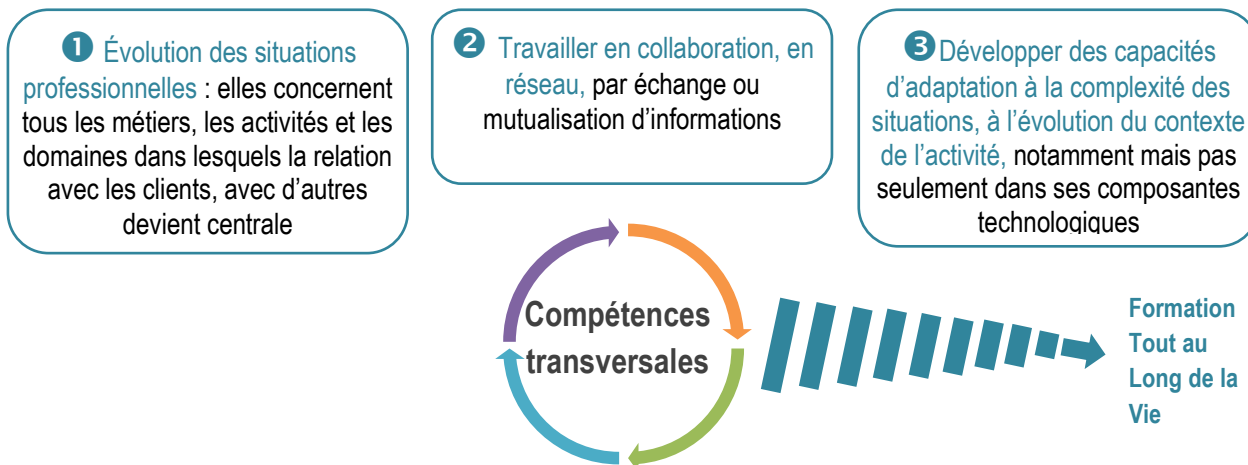 ❶ Évolution des situations
professionnelles : elles concernent
tous les métiers, les activités et les
domaines dans lesquels la relation
avec les clients, avec d’autres
devient centrale
❷ Travailler en collaboration, en
réseau, par échange ou
mutualisation d’informations
❸ Développer des capacités
d’adaptation à la complexité des
situations, à l’évolution du contexte
de l’activité, notamment mais pas
seulement dans ses composantes
technologiques
Compétences
transversales
Formation
Tout au
Long de la
Vie